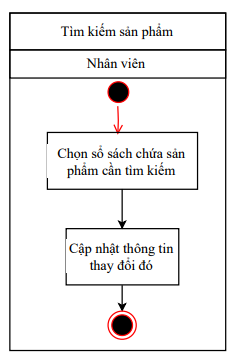 Tìm kiếm sản phẩm
Nhân viên
Chọn sổ sách chứa sản
phẩm cần tìm kiếm
Cập nhật thông tin
thay đổi đó